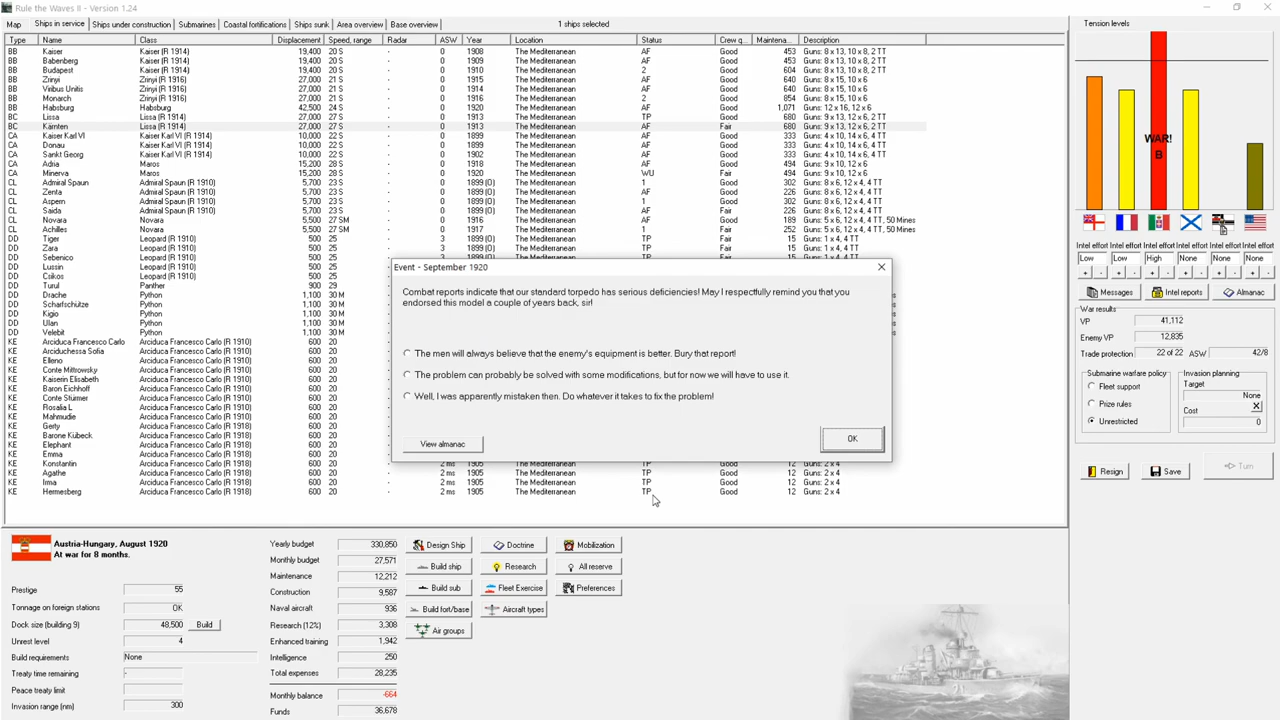 Rule the Waves II - Version 1.24
Map Ships in service Ships under construction Submarines Coastal fortifications Ships sunk Area overview Base overview 1 ships selected
Type Name Class Displacement Speed, range Radar ASW Year Location Status Crew q... Maintena... Description
BB Kaiser Kaiser (R 1914) 19,400 20 S - 0 1908 The Mediterranean AF Good 453 Guns: 8 x 13, 10 x 8, 2 TT
BB Babenberg Kaiser (R 1914) 19,400 20 S - 0 1909 The Mediterranean AF Good 453 Guns: 8 x 13, 10 x 8, 2 TT
BB Budapest Kaiser (R 1914) 19,400 20 S - 0 1910 The Mediterranean 2 Good 604 Guns: 8 x 13, 10 x 8, 2 TT
BB Zrinyi Zrinyi (R 1916) 27,000 21 S - 0 1915 The Mediterranean AF Good 640 Guns: 8 x 15, 10 x 6
BB Viribus Unitis Zrinyi (R 1916) 27,000 21 S - 0 1914 The Mediterranean AF Good 640 Guns: 8 x 15, 10 x 6
BB Monarch Zrinyi (R 1916) 27,000 21 S - 0 1916 The Mediterranean 2 Good 854 Guns: 8 x 15, 10 x 6
BB Habsburg Habsburg 42,500 24 S - 0 1920 The Mediterranean AF Good 1,071 Guns: 12 x 16, 12 x 6
BC Lissa Lissa (R 1914) 27,000 27 S - 0 1913 The Mediterranean TP Good 680 Guns: 9 x 13, 12 x 6, 2 TT
BC Kärnten Lissa (R 1914) 27,000 27 S - 0 1913 The Mediterranean AF Fair 680 Guns: 9 x 13, 12 x 6, 2 TT
CA Kaiser Karl VI Kaiser Karl VI (R 1914) 10,000 22 S - 0 1899 The Mediterranean AF Good 333 Guns: 4 x 10, 14 x 6, 4 TT
CA Donau Kaiser Karl VI (R 1914) 10,000 22 S - 0 1899 The Mediterranean AF Good 333 Guns: 4 x 10, 14 x 6, 4 TT
CA Sankt Georg Kaiser Karl VI (R 1914) 10,000 22 S - 0 1902 The Mediterranean AF Good 333 Guns: 4 x 10, 14 x 6, 4 TT
CA Adria Maros 15,200 28 S - 0 1918 The Mediterranean AF Fair 494 Guns: 9 x 10, 12 x 6
CA Minerva Maros 15,200 28 S - 0 1920 The Mediterranean WU Fair 494 Guns: 9 x 10, 12 x 6
CL Admiral Spaun Admiral Spaun (R 1910) 5,700 23 S - 0 1899 (O) The Mediterranean 1 Good 302 Guns: 8 x 6, 12 x 4, 4 TT
CL Zenta Admiral Spaun (R 1910) 5,700 23 S - 0 1899 (O) The Mediterranean AF Good 226 Guns: 8 x 6, 12 x 4, 4 TT
CL Aspern Admiral Spaun (R 1910) 5,700 23 S - 0 1899 (O) The Mediterranean 1 Good 302 Guns: 8 x 6, 12 x 4, 4 TT
CL Saida Admiral Spaun (R 1910) 5,700 23 S - 0 1899 (O) The Mediterranean AF Good 226 Guns: 8 x 6, 12 x 4, 4 TT
CL Novara Novara 5,500 27 SM - 0 1916 The Mediterranean AF Good 189 Guns: 5 x 6, 12 x 4, 4 TT, 50 Mines
CL Achilles Novara 5,500 27 SM - 0 1917 The Mediterranean 1 Fair 252 Guns: 5 x 6, 12 x 4, 4 TT, 50 Mines
DD Tiger Leopard (R 1910) 500 25 - 3 1899 (O) The Mediterranean TP Fair 15 Guns: 1 x 4, 4 TT
DD Zara Leopard (R 1910) 500 25 - 3 1899 (O) The Mediterranean TP Fair 15 Guns: 1 x 4, 4 TT
DD Sebenico Leopard (R 1910) 500 25
DD Lussin Leopard (R 1910) 500 25
DD Csikos Leopard (R 1910) 500 25
DD Turul Panther 900 28
DD Drache Python 1,100 30 M
DD Scharfschütze Python 1,100 30 M
DD Kigio Python 1,100 30 M
DD Ulan Python 1,100 30 M
DD Velebit Python 1,100 30 M
KE Arciduca Francesco Carlo Arciduca Francesco Carlo (R 1910) 600 20
KE Arciduchessa Sofia Arciduca Francesco Carlo (R 1910) 600 20
KE Elleno Arciduca Francesco Carlo (R 1910) 600 20
KE Conte Mittrowsky Arciduca Francesco Carlo (R 1910) 600 20
KE Kaiserin Elisabeth Arciduca Francesco Carlo (R 1910) 600 20
KE Baron Eichhoff Arciduca Francesco Carlo (R 1910) 600 20
KE Conte Stürmer Arciduca Francesco Carlo (R 1910) 600 20
KE Rosalia L Arciduca Francesco Carlo (R 1910) 600 20
KE Mahmudie Arciduca Francesco Carlo (R 1910) 600 20
KE Gerty Arciduca Francesco Carlo (R 1918) 600 20
KE Barone Kübeck Arciduca Francesco Carlo (R 1918) 600 20
KE Elephant Arciduca Francesco Carlo (R 1918) 600 20
KE Emma Arciduca Francesco Carlo (R 1918) 600 20
KE Konstantin Arciduca Francesco Carlo (R 1918) 600 20 - 2 ms 1905 The Mediterranean TP Good 12 Guns: 2 x 4
KE Agathe Arciduca Francesco Carlo (R 1918) 600 20 - 2 ms 1905 The Mediterranean TP Good 12 Guns: 2 x 4
KE Irma Arciduca Francesco Carlo (R 1918) 600 20 - 2 ms 1905 The Mediterranean TP Good 12 Guns: 2 x 4
KE Hermesberg Arciduca Francesco Carlo (R 1918) 600 20 - 2 ms 1905 The Mediterranean TP Good 12 Guns: 2 x 4
Event - September 1920
Combat reports indicate that our standard torpedo has serious deficiencies! May I respectfully remind you that you
endorsed this model a couple of years back, sir!
The men will always believe that the enemy's equipment is better. Bury that report!
The problem can probably be solved with some modifications, but for now we will have to use it.
Well, I was apparently mistaken then. Do whatever it takes to fix the problem!
View almanac OK
Tension levels
WAR!
B
Intel effort Intel effort Intel effort Intel effort Intel effort Intel effort
Low Low High None None None
+ - + - + - + - + - + -
Messages Intel reports Almanac
War results
VP 41,112
Enemy VP 12,835
Trade protection 22 of 22 ASW 42/8
Submarine warfare policy
Fleet support
Prize rules
Unrestricted
Invasion planning
Target
None
Cost X
0
Resign Save Turn
Austria-Hungary, August 1920
At war for 8 months.
Prestige 55
Tonnage on foreign stations OK
Dock size (building 9) 48,500 Build
Unrest level 4
Build requirements None
Treaty time remaining -
Peace treaty limit
Invasion range (nm) 300
Yearly budget 330,850
Monthly budget 27,571
Maintenance 12,212
Construction 9,587
Naval aircraft 936
Research (12%) 3,308
Enhanced training 1,942
Intelligence 250
Total expenses 28,235
Monthly balance -664
Funds 36,678
Design Ship Doctrine Mobilization
Build ship Research All reserve
Build sub Fleet Exercise Preferences
Build fort/base Aircraft types
Air groups